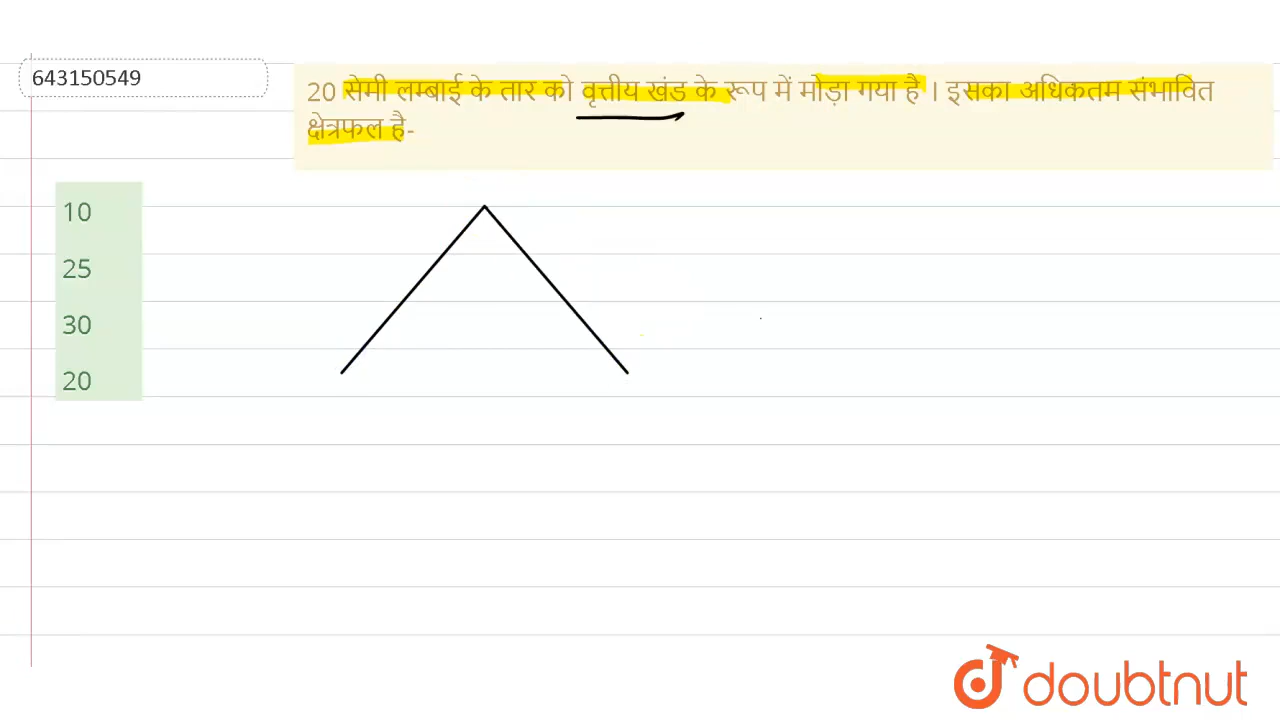 643150549
20 सेमी लम्बाई के तार को वृत्तीय खंड के रूप में मोड़ा गया है । इसका अधिकतम संभावित
क्षेत्रफल है-
10
25
30
20
doubtnut